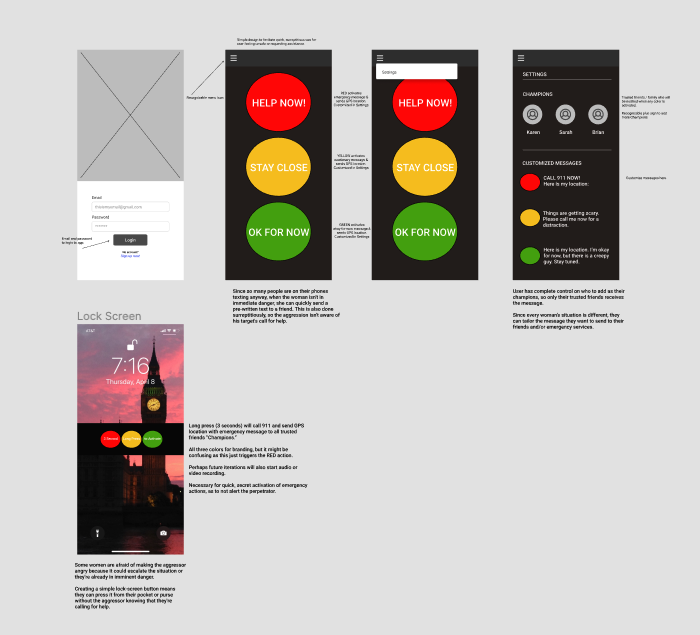 Simple design to facilitate quick, surreptitious use for
user feeling unsafe or requesting assistance.
Recognizable menu icon.
Email
Password
Login
No account?
Sign up now!
Email and password
to login to app.
HELP NOW!
STAY CLOSE
OK FOR NOW
RED activates
emergency message &
sends GPS location.
Customized in Settings.
YELLOW activates
cautionary message &
sends GPS location.
Customized in Settings.
GREEN activates
okay-for-now message &
sends GPS location.
Customized in Settings.
Settings
HELP NOW!
STAY CLOSE
OK FOR NOW
SETTINGS
CHAMPIONS
Karen
Sarah
Brian
CUSTOMIZED MESSAGES
CALL 911 NOW!
Here is my location:
Things are getting scary.
Please call me now for a
distraction.
Here is my location. I'm okay
for now, but there is a creepy
guy. Stay tuned.
Trusted friends / family who will
be notified when any color is
activated.
Recognizable plus sign to add
more Champions.
Customize messages here.
Since so many people are on their phones
texting anyway, when the woman isn't in
immediate danger, she can quickly send a
pre-written text to a friend. This is also done
surreptitiously, so the aggression isn't aware of
his target's call for help.
User has complete control on who to add as their
champions, so only their trusted friends receives
the message.
Since every woman's situation is different, they
can tailor the message they want to send to their
friends and/or emergency services.
Lock Screen
AT&T
7:16
Thursday, April 8
Long press (3 seconds) will call 911 and send GPS
location with emergency message to all trusted
friends "Champions."
All three colors for branding, but it might be
confusing as this just triggers the RED action.
Perhaps future iterations will also start audio or
video recording.
Necessary for quick, secret activation of emergency
actions, as to not alert the perpetrator.
Some women are afraid of making the aggressor
angry because it could esculate the situation or
they're already in imminent danger.
Creating a simple lock-screen button means
they can press it from their pocket or purse
without the aggressor knowing that they're
calling for help.